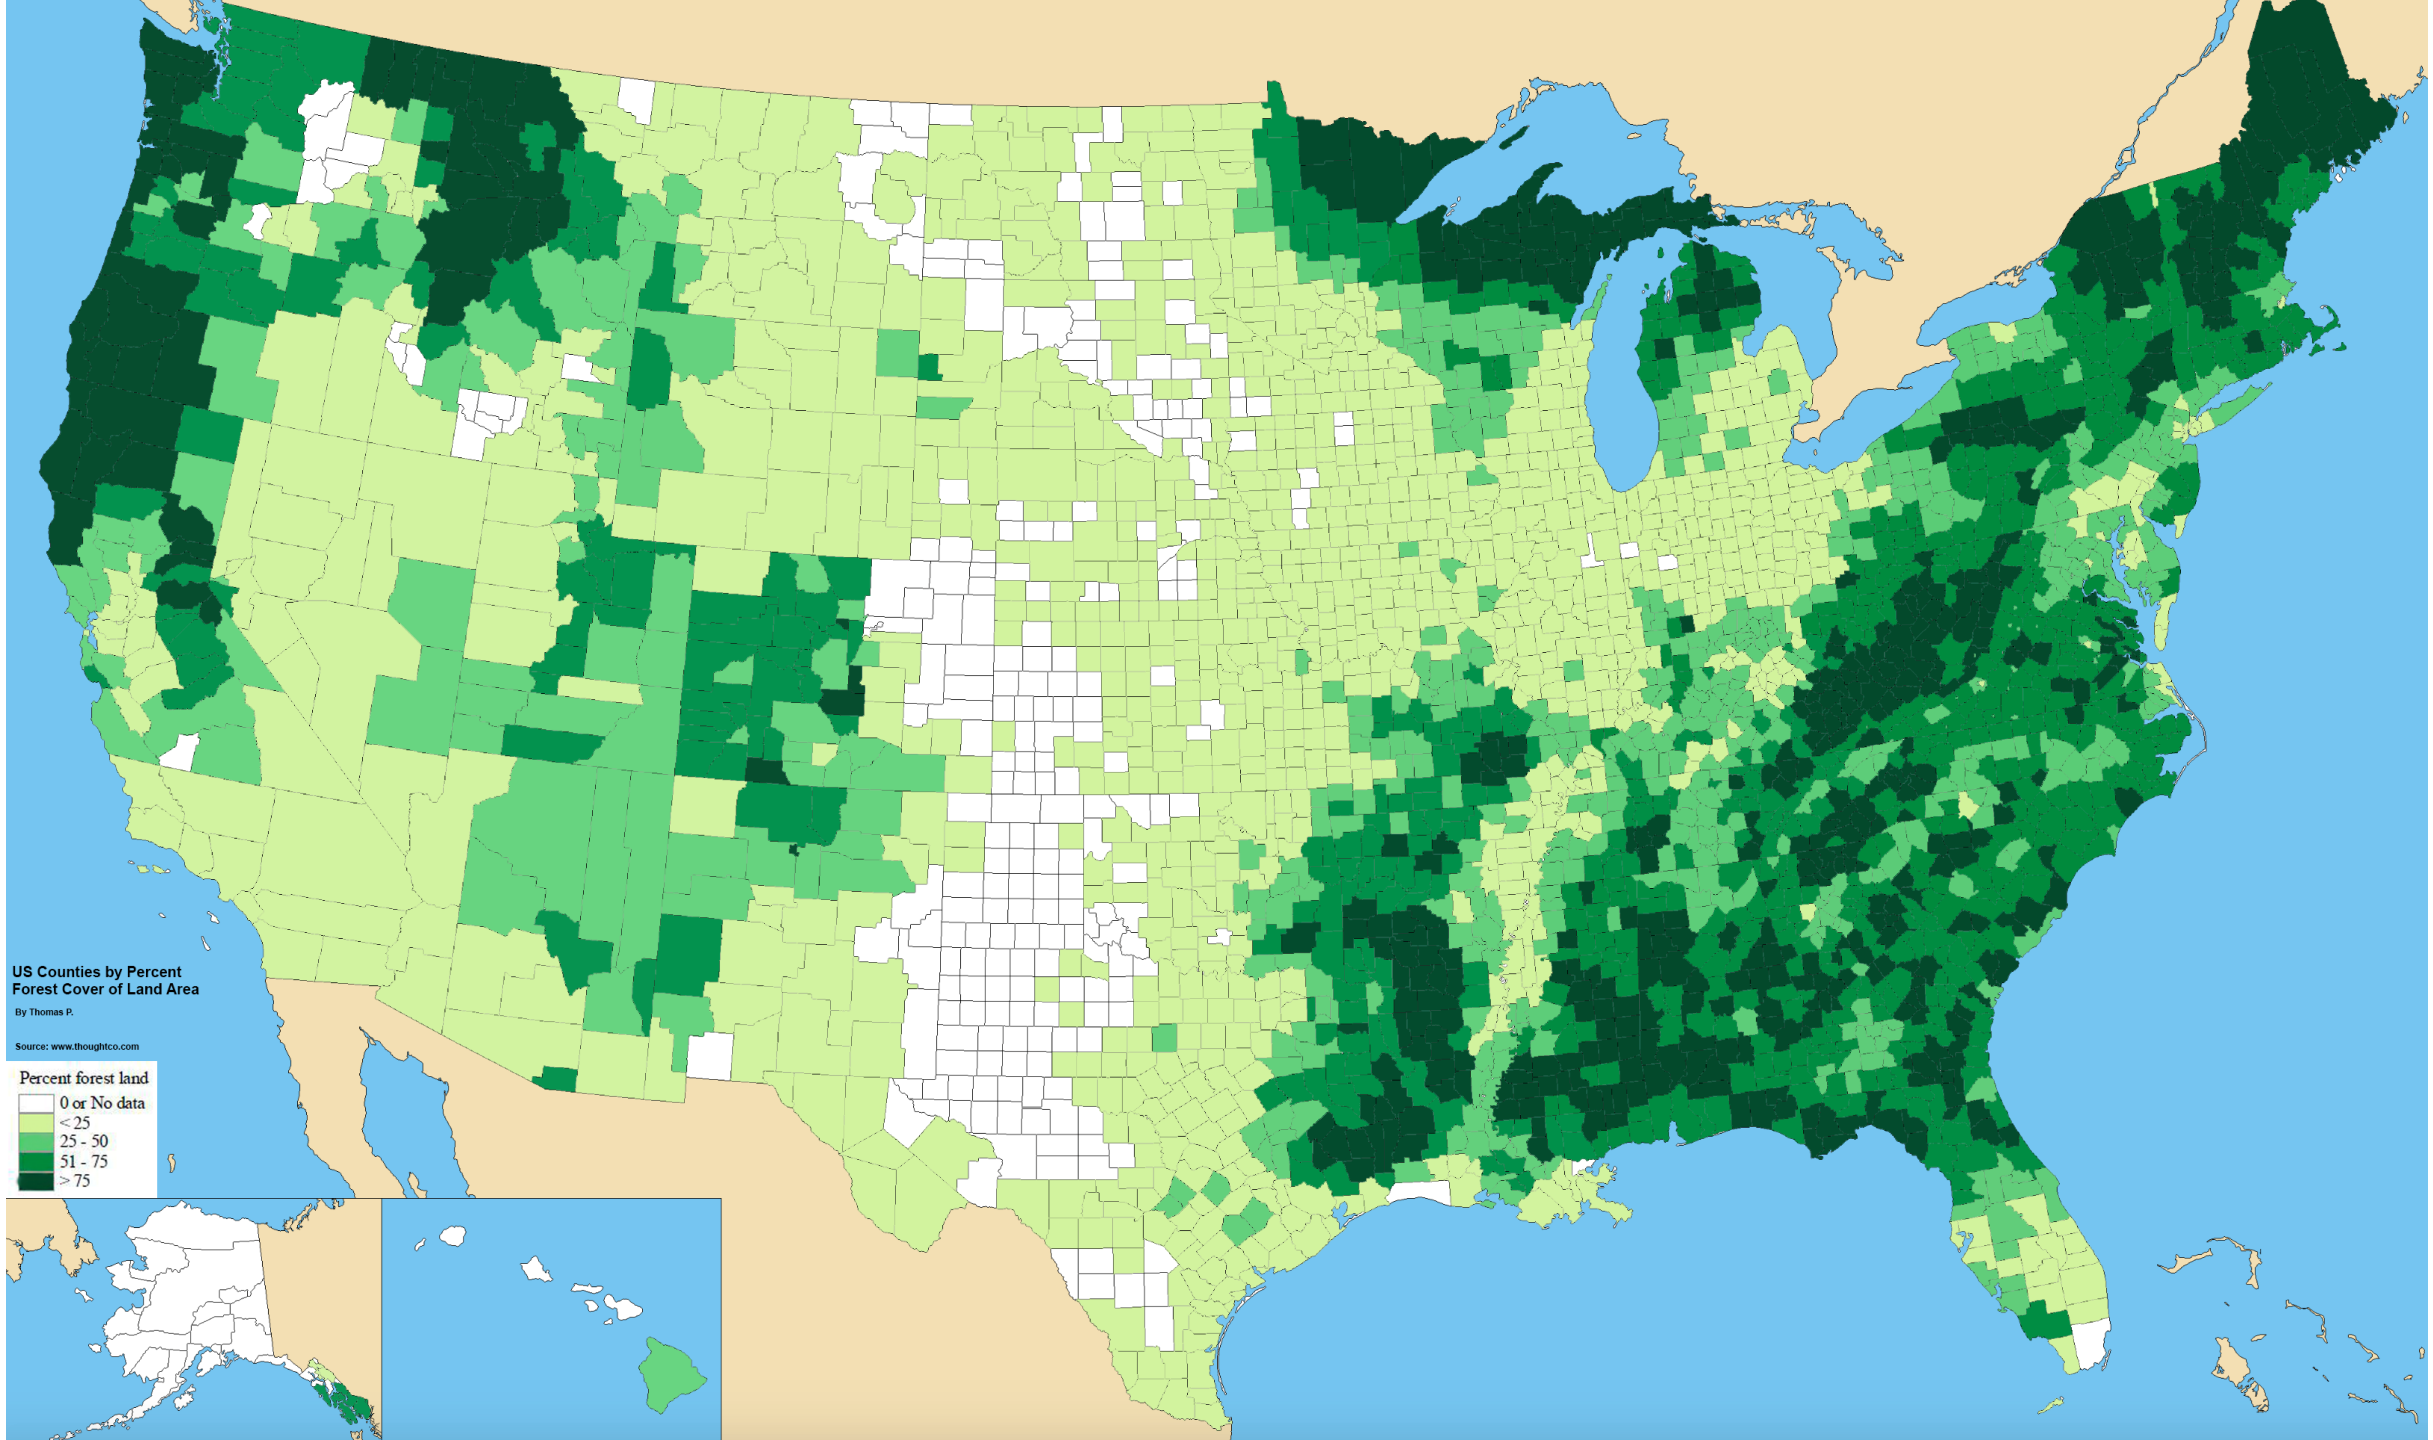 US Counties by Percent
Forest Cover of Land Area
By Thomas P.
Source: www.thoughtco.com
Percent forest land
0 or No data
< 25
25 - 50
51 - 75
> 75